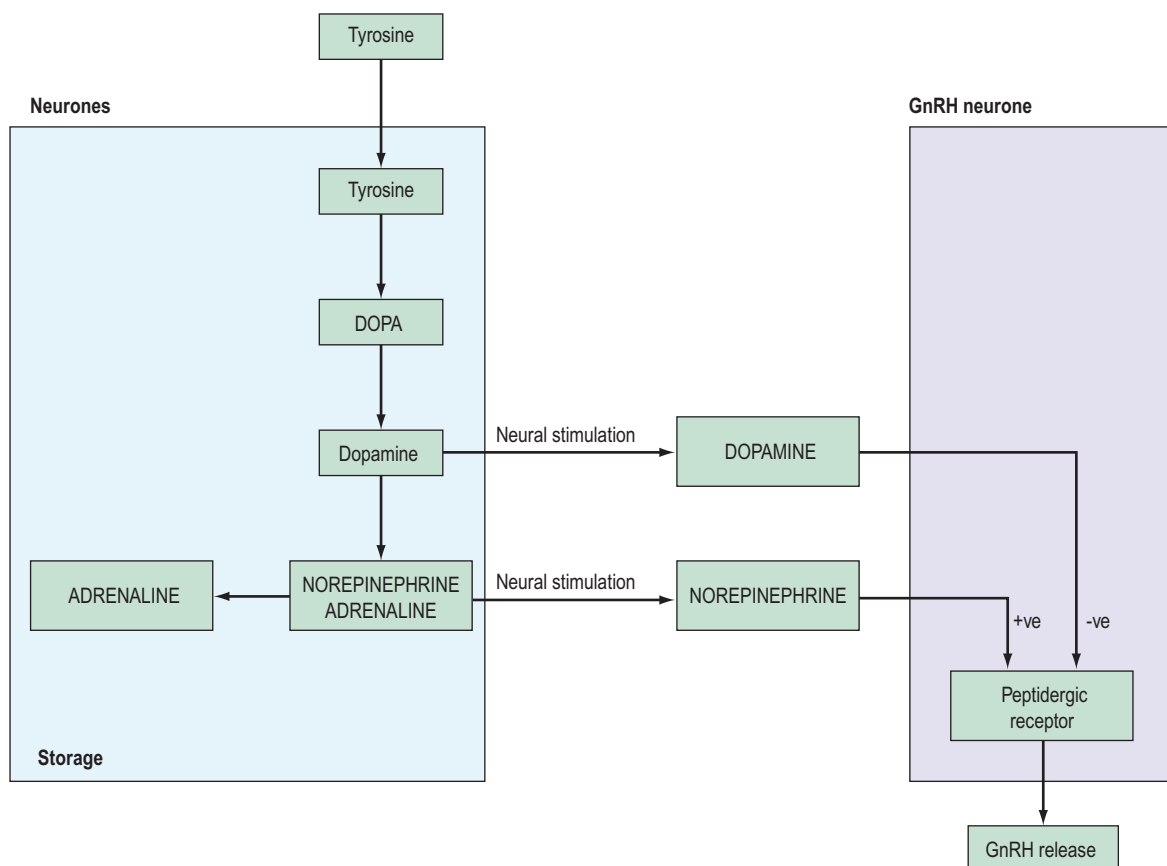 Tyrosine
Neurones
GnRH neurone
Tyrosine
DOPA
Dopamine
Neural stimulation
DOPAMINE
ADRENALINE
NOREPINEPHRINE
ADRENALINE
Neural stimulation
NOREPINEPHRINE
+ve
-ve
Peptidergic
receptor
Storage
GnRH release